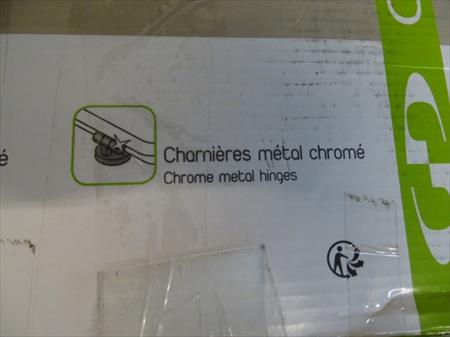 é
Charnières métal chromé
Chrome metal hinges